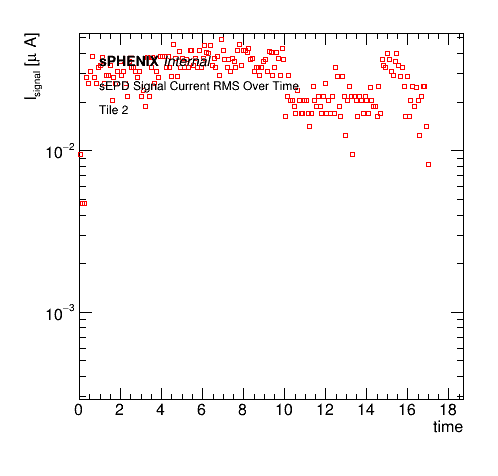 I_signal [μ A]
sPHENIX Internal
sEPD Signal Current RMS Over Time
Tile 2
10⁻²
10⁻³
0 2 4 6 8 10 12 14 16 18
time